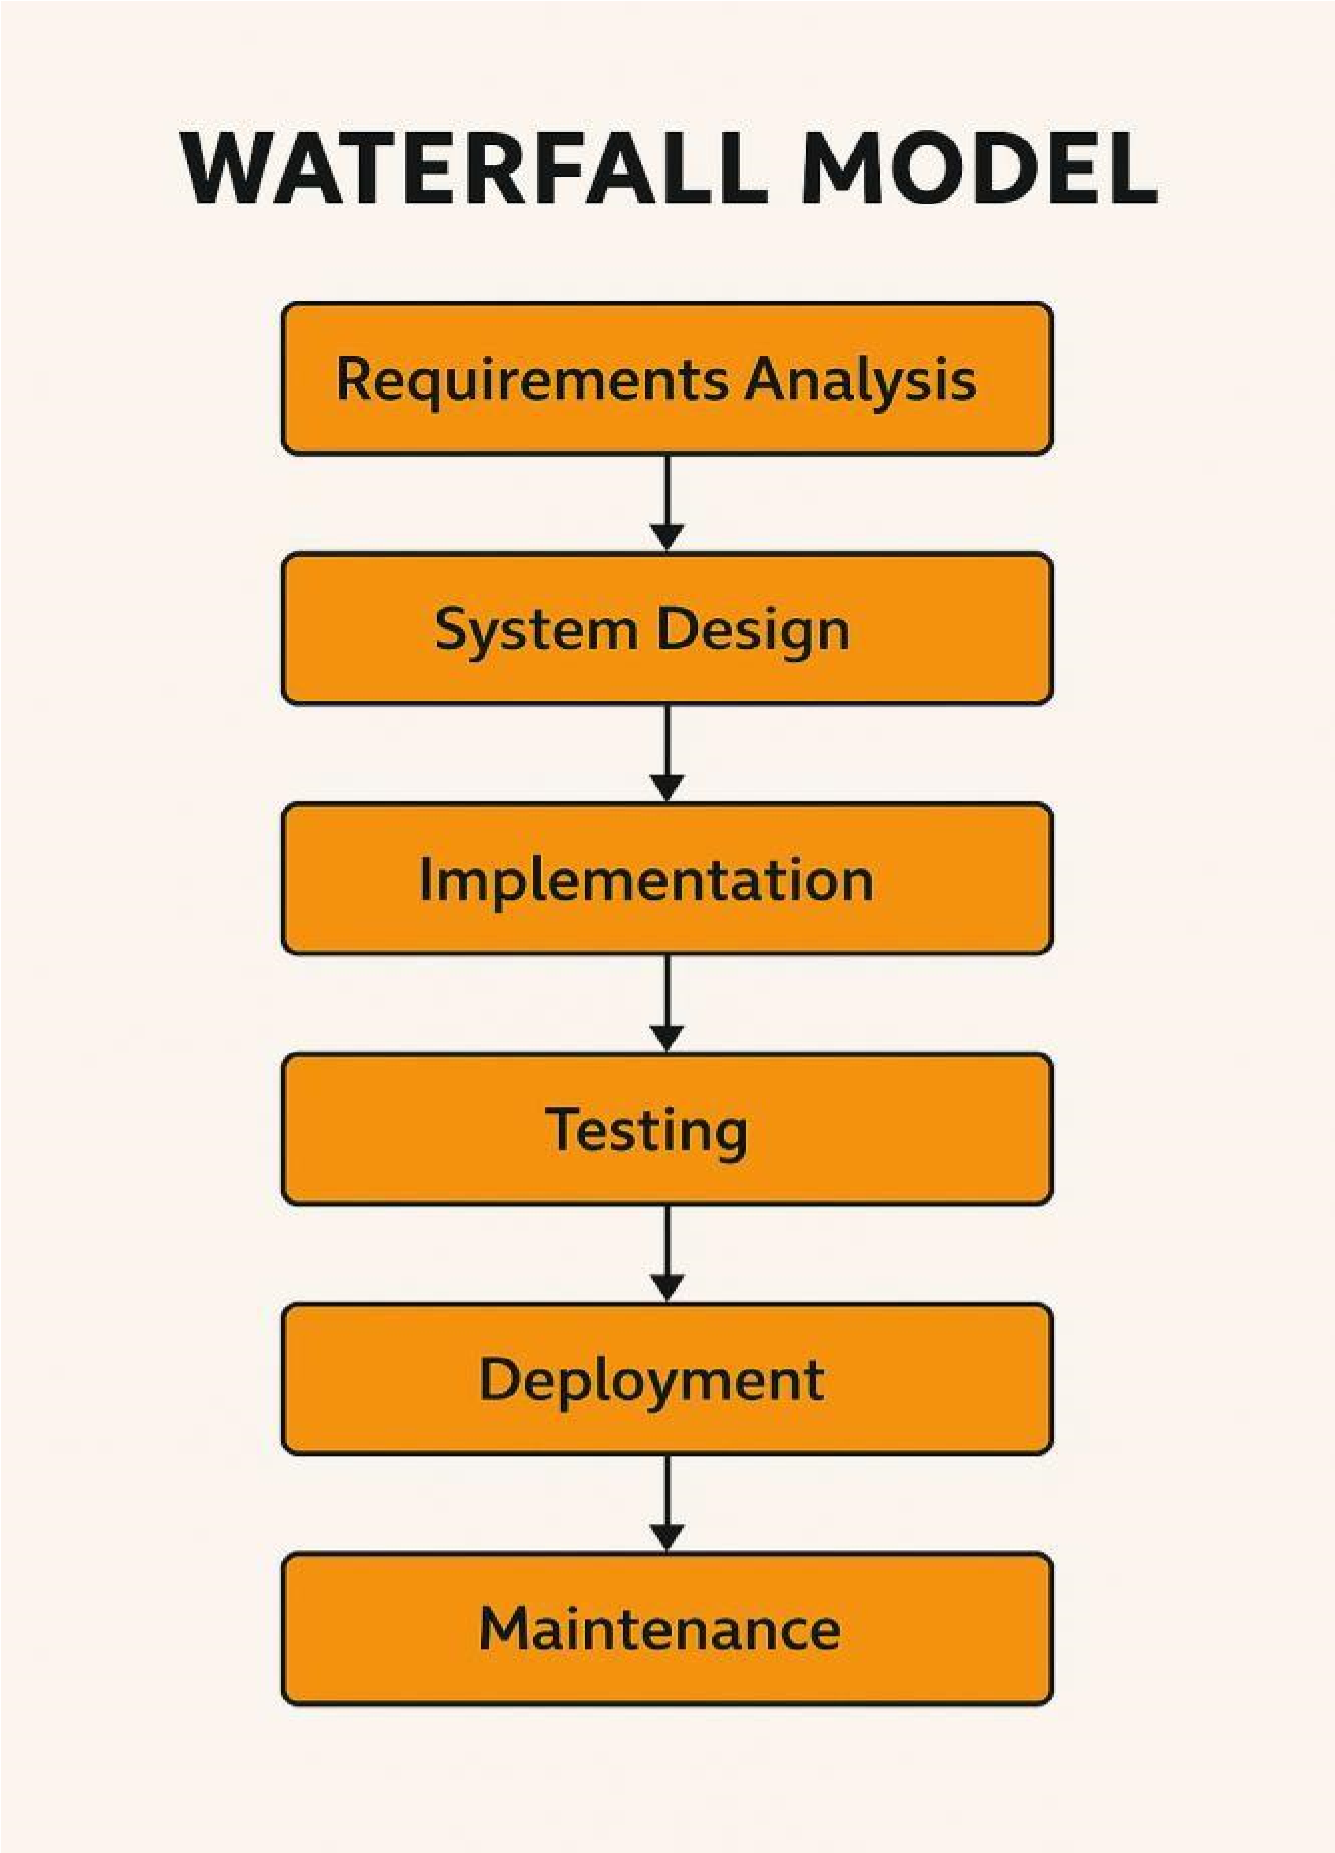 WATERFALL MODEL
Requirements Analysis
System Design
Implementation
Testing
Deployment
Maintenance